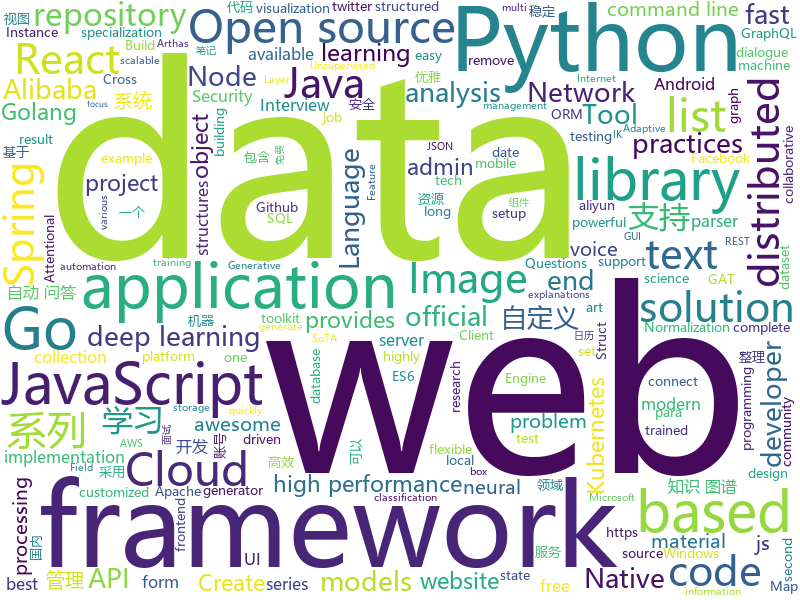 代码 visualization twitter structured multi 稳定
视图 repository Open source Python command line fast
Instance specialization available learning Build Arthas 笔记 Cross scalable Unsupervised
React Node Java remove GraphQL
Alibaba 优雅 easy dialogue machine
Golang 系统 Security Interview analysis Network list Android
Attentional data ORM Tool graph Layer
基于 result building job 安全 testing IK Adaptive Internet management focus JSON
Spring project object admin practices distributed collaborative
包含 免费 date library Facebook
structures Language mobile tech 资源 example various 一个 Github SQL Feature
setup 支持 parser long powerful 组件 GUI REST
application Image text voice Questions support aliyun
自动 问答 automation training Generative end science dataset GAT
Go deep learning provides official solution explanations
机器 toolkit art 自定义 Normalization complete
collection platform generate SoTA server Client 日历 Struct 整理
JavaScript one highly database ES6 research Engine set connect
系列 学习 awesome web modern para programming community developer
implementation 开发 面试 账号 driven problem trained
AWS storage quickly 可以 flexible test Kubernetes
Field 采用 Cloud local box design
processing 高效 high performance 领域 based 知识 图谱
customized Apache generator neural Microsoft
国内 frontend framework classification https material js second
UI source Windows code
best 管理 API form Create series models website state 服务 free Native Map information